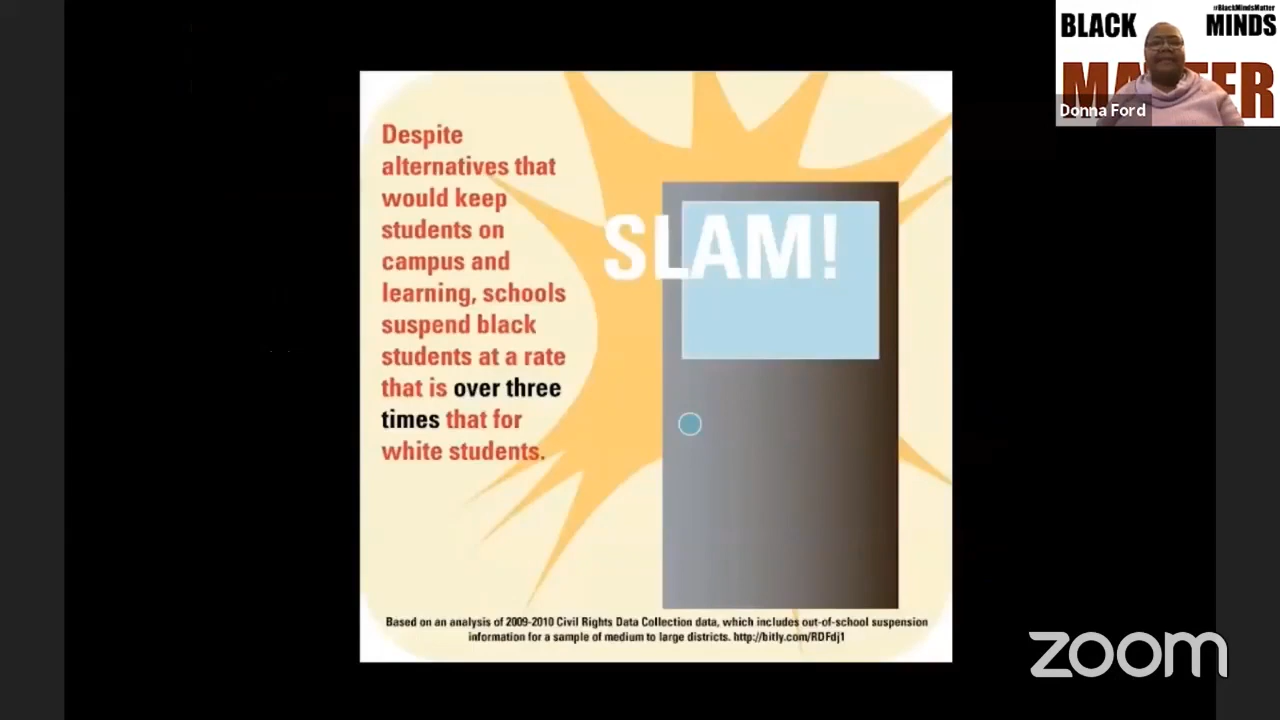 Despite
alternatives that
would keep
students on
campus and
learning, schools
suspend black
students at a rate
that is over three
times that for
white students.
SLAM!
Based on an analysis of 2009-2010 Civil Rights Data Collection data, which includes out-of-school suspension
information for a sample of medium to large districts. http://bitly.com/RDFdj1
#BlackMindsMatter
BLACK MINDS
Donna Ford
zoom